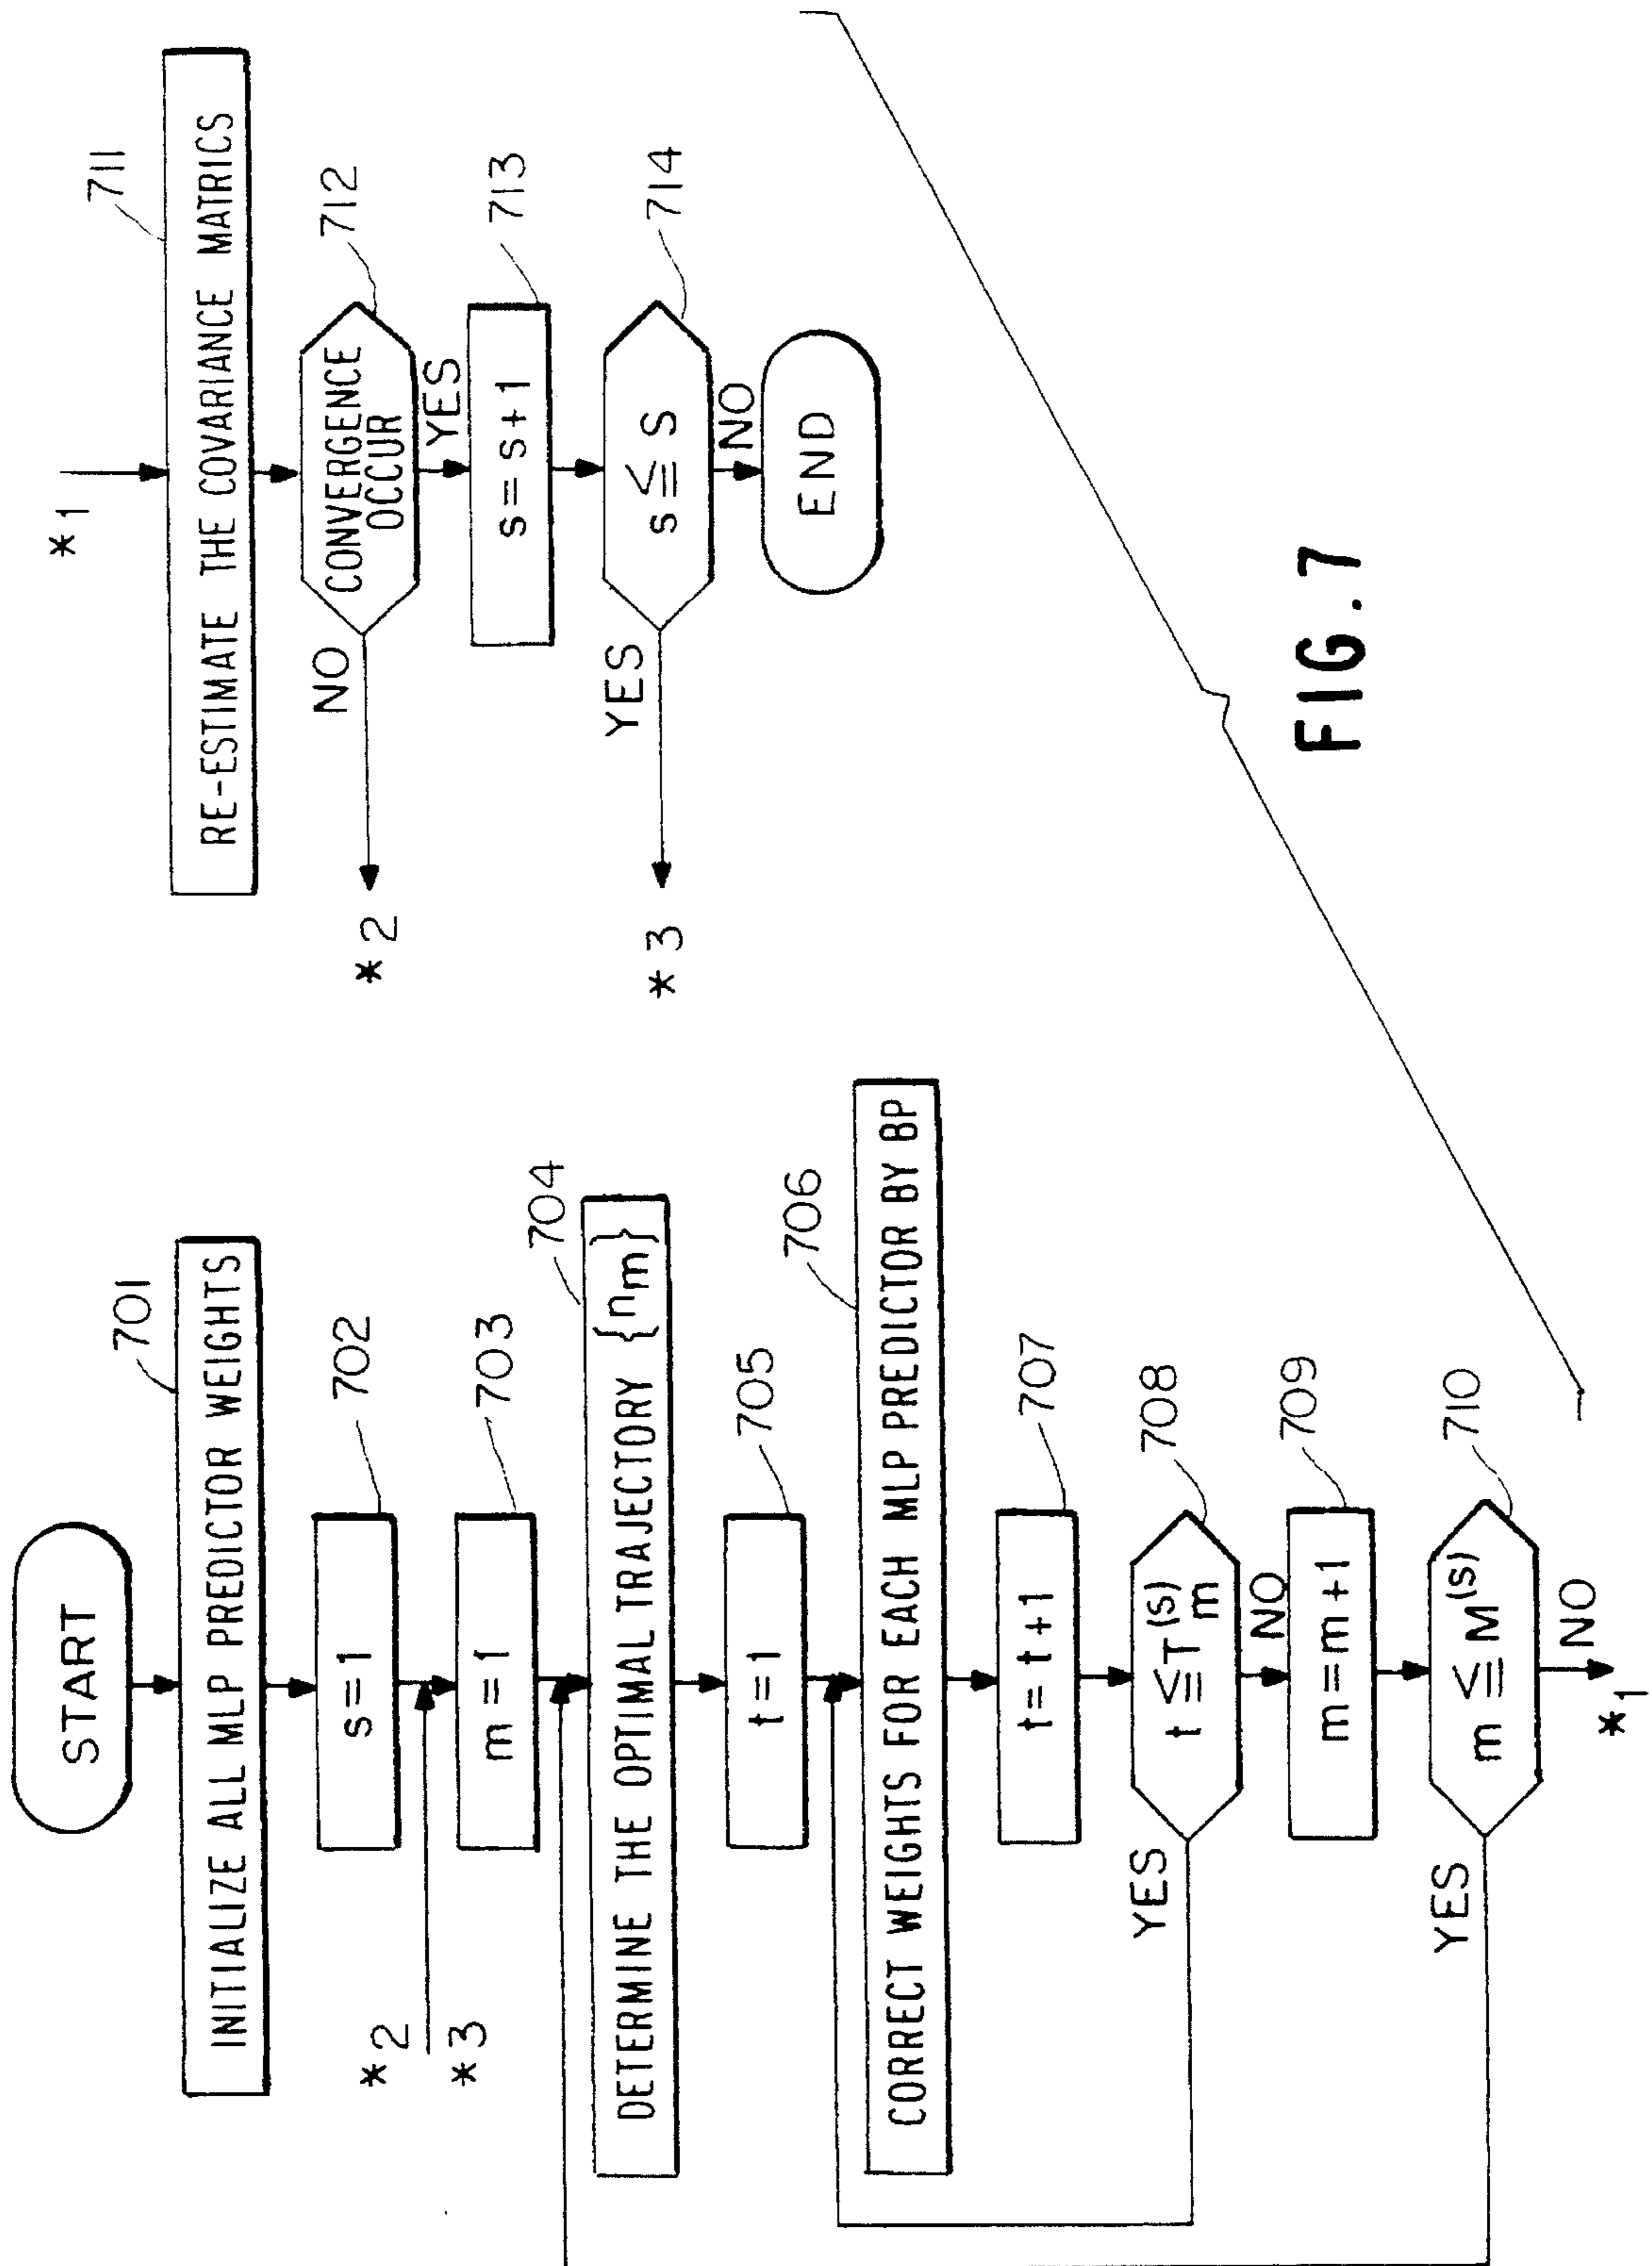 START
INITIALIZE ALL MLP PREDICTOR WEIGHTS
701
s=1
702
*2
*3
m=1
703
DETERMINE THE OPTIMAL TRAJECTORY {nm}
704
t=1
705
CORRECT WEIGHTS FOR EACH MLP PREDICTOR BY BP
706
t=t+1
707
t≦Tm(s)
708
YES
NO
m=m+1
709
m≦M(s)
710
YES
NO
*1
*1
RE-ESTIMATE THE COVARIANCE MATRICS
711
CONVERGENCE
OCCUR
712
NO
*2
YES
s=s+1
713
s≦S
714
YES
*3
NO
END
FIG.7